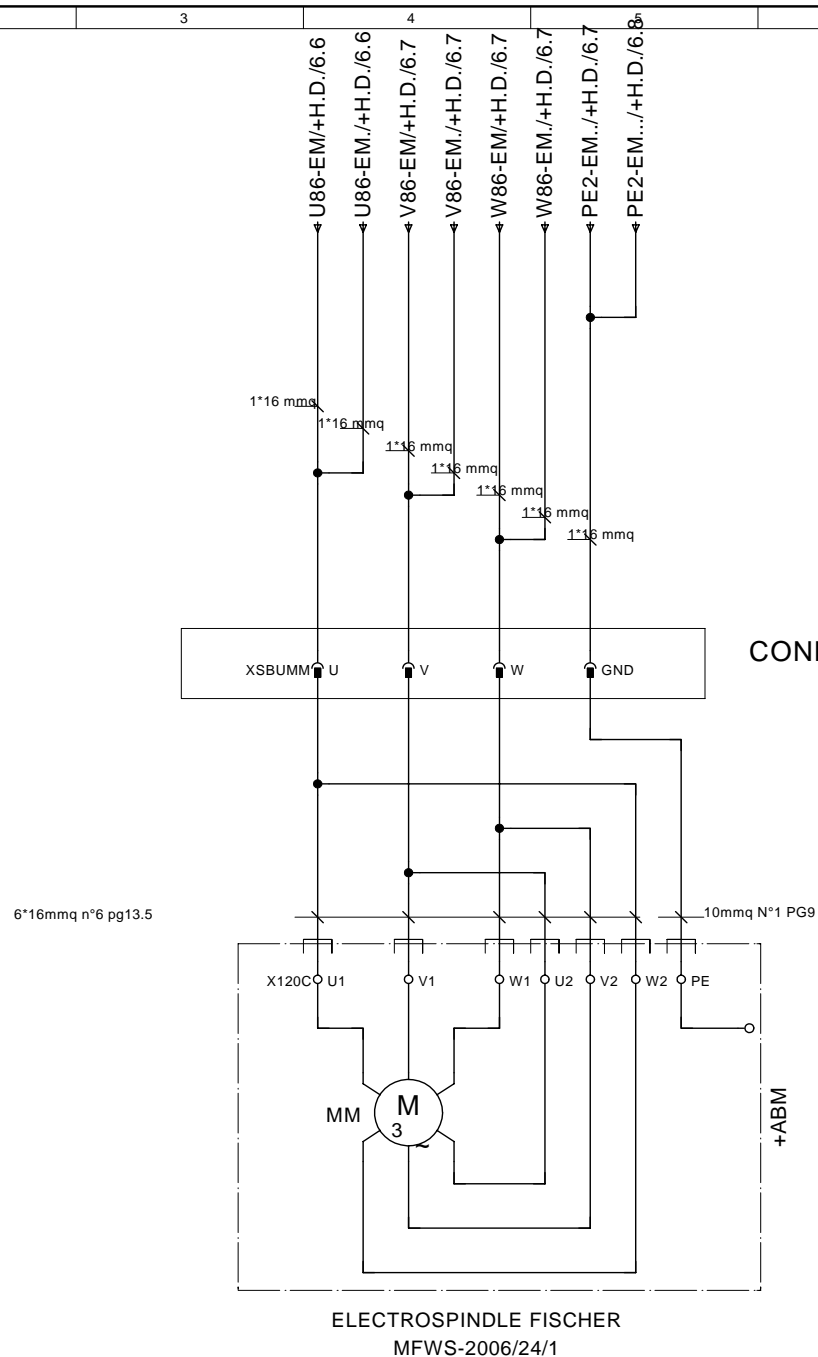 3
4
5
U86-EM/+H.D./6.6
U86-EM./+H.D./6.6
V86-EM/+H.D./6.7
V86-EM./+H.D./6.7
W86-EM/+H.D./6.7
W86-EM./+H.D./6.7
PE2-EM../+H.D./6.7
PE2-EM.../+H.D./6.8
1*16 mmq
1*16 mmq
1*16 mmq
1*16 mmq
1*16 mmq
1*16 mmq
1*16 mmq
XSBUMM U V W GND
6*16mmq n°6 pg13.5
10mmq N°1 PG9
X120C U1 V1 W1 U2 V2 W2 PE
MM
M
3
~
+ABM
ELECTROSPINDLE FISCHER
MFWS-2006/24/1